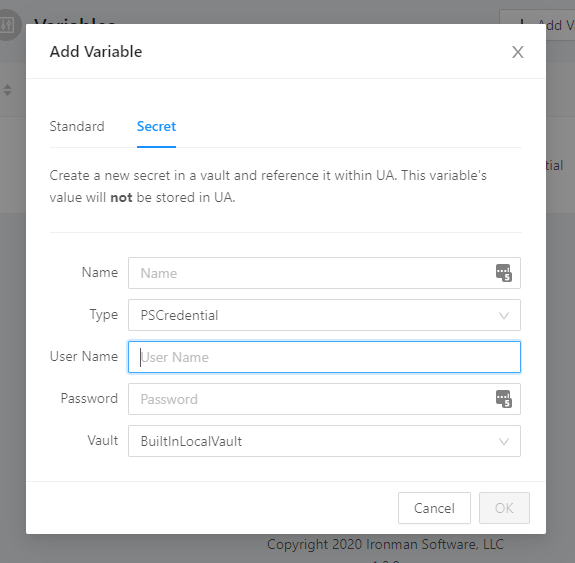 Variables
Add V
Add Variable
Standard
Secret
Create a new secret in a vault and reference it within UA. This variable's
value will not be stored in UA.
tial
Name
Name
5
Type
PSCredential
User Name
User Name
Password
Password
5
Vault
BuiltInLocalVault
Cancel
OK
Copyright 2020 Ironman Software, LLC